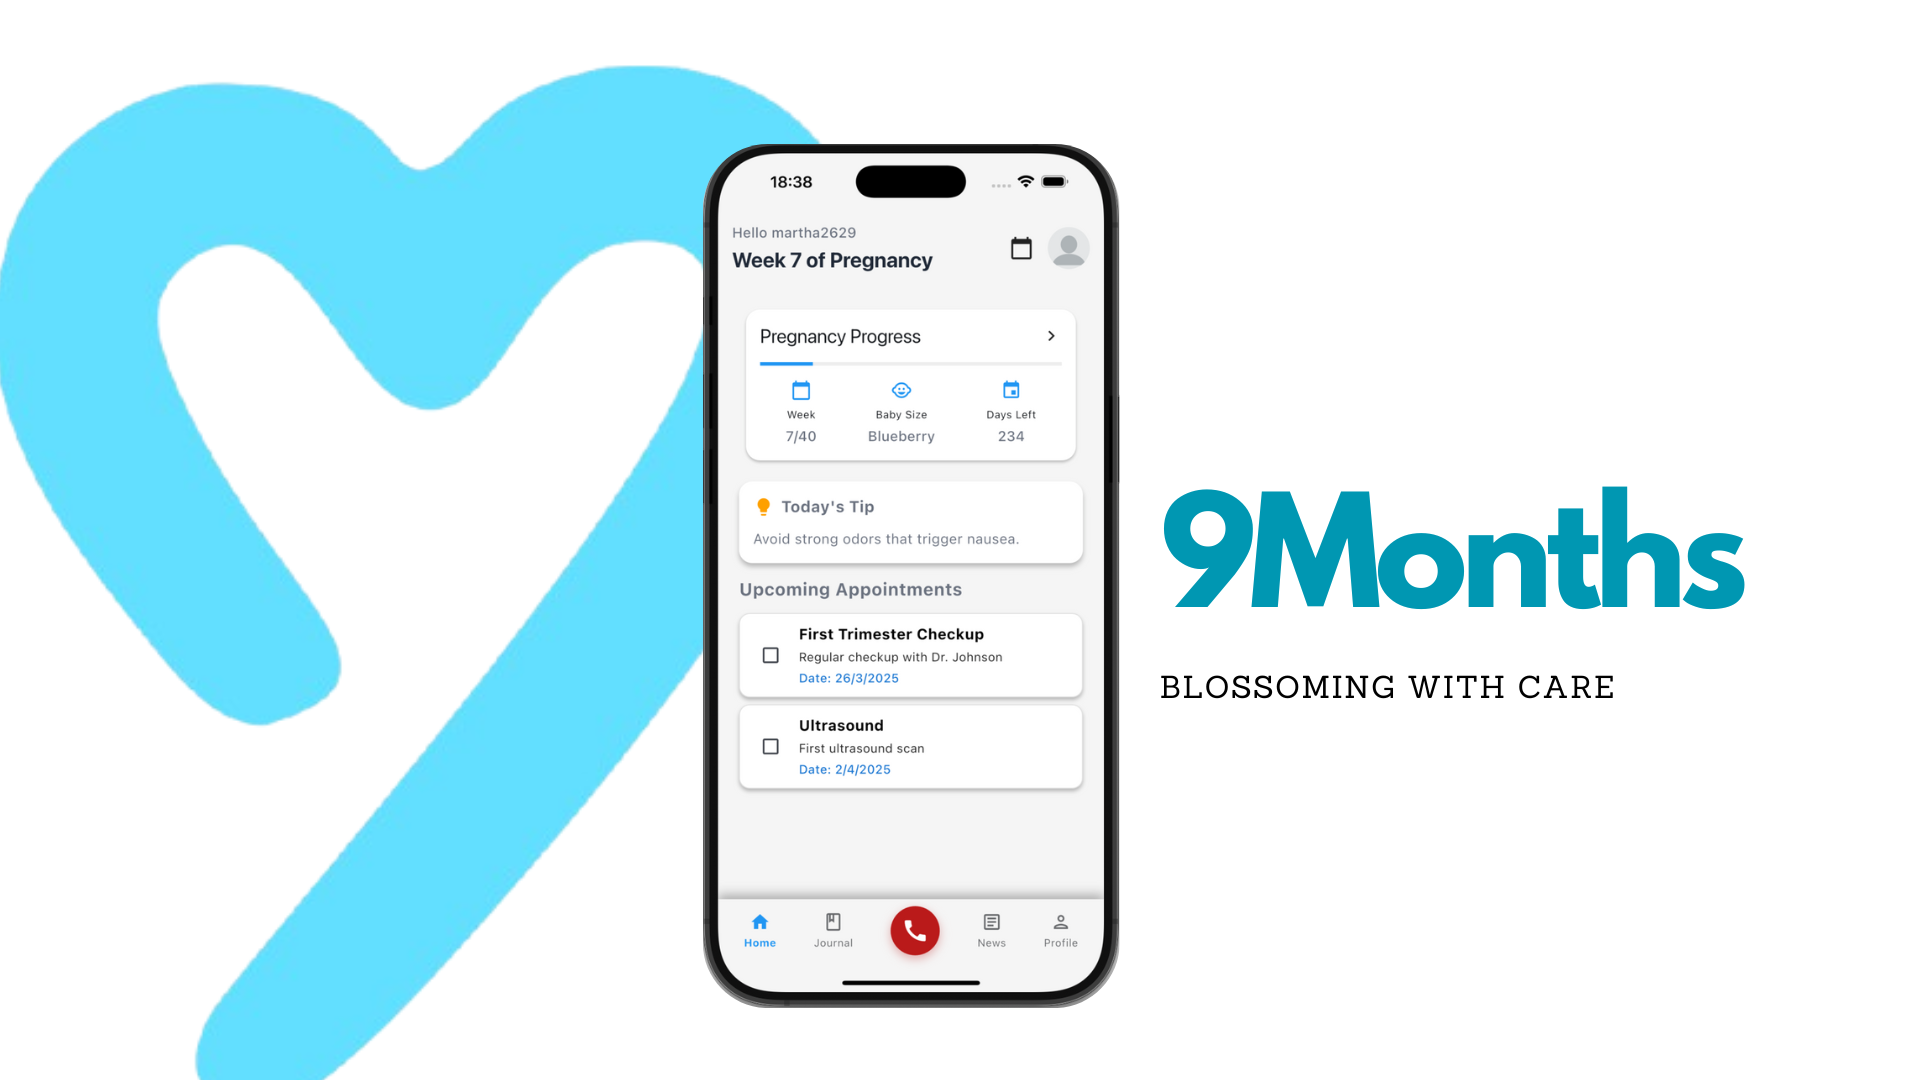 18:38
Hello martha2629
Week 7 of Pregnancy
Pregnancy Progress
Week
Baby Size
Days Left
7/40
Blueberry
234
Today's Tip
Avoid strong odors that trigger nausea.
Upcoming Appointments
First Trimester Checkup
Regular checkup with Dr. Johnson
Date: 26/3/2025
Ultrasound
First ultrasound scan
Date: 2/4/2025
Home
Journal
News
Profile
9Months
BLOSSOMING WITH CARE